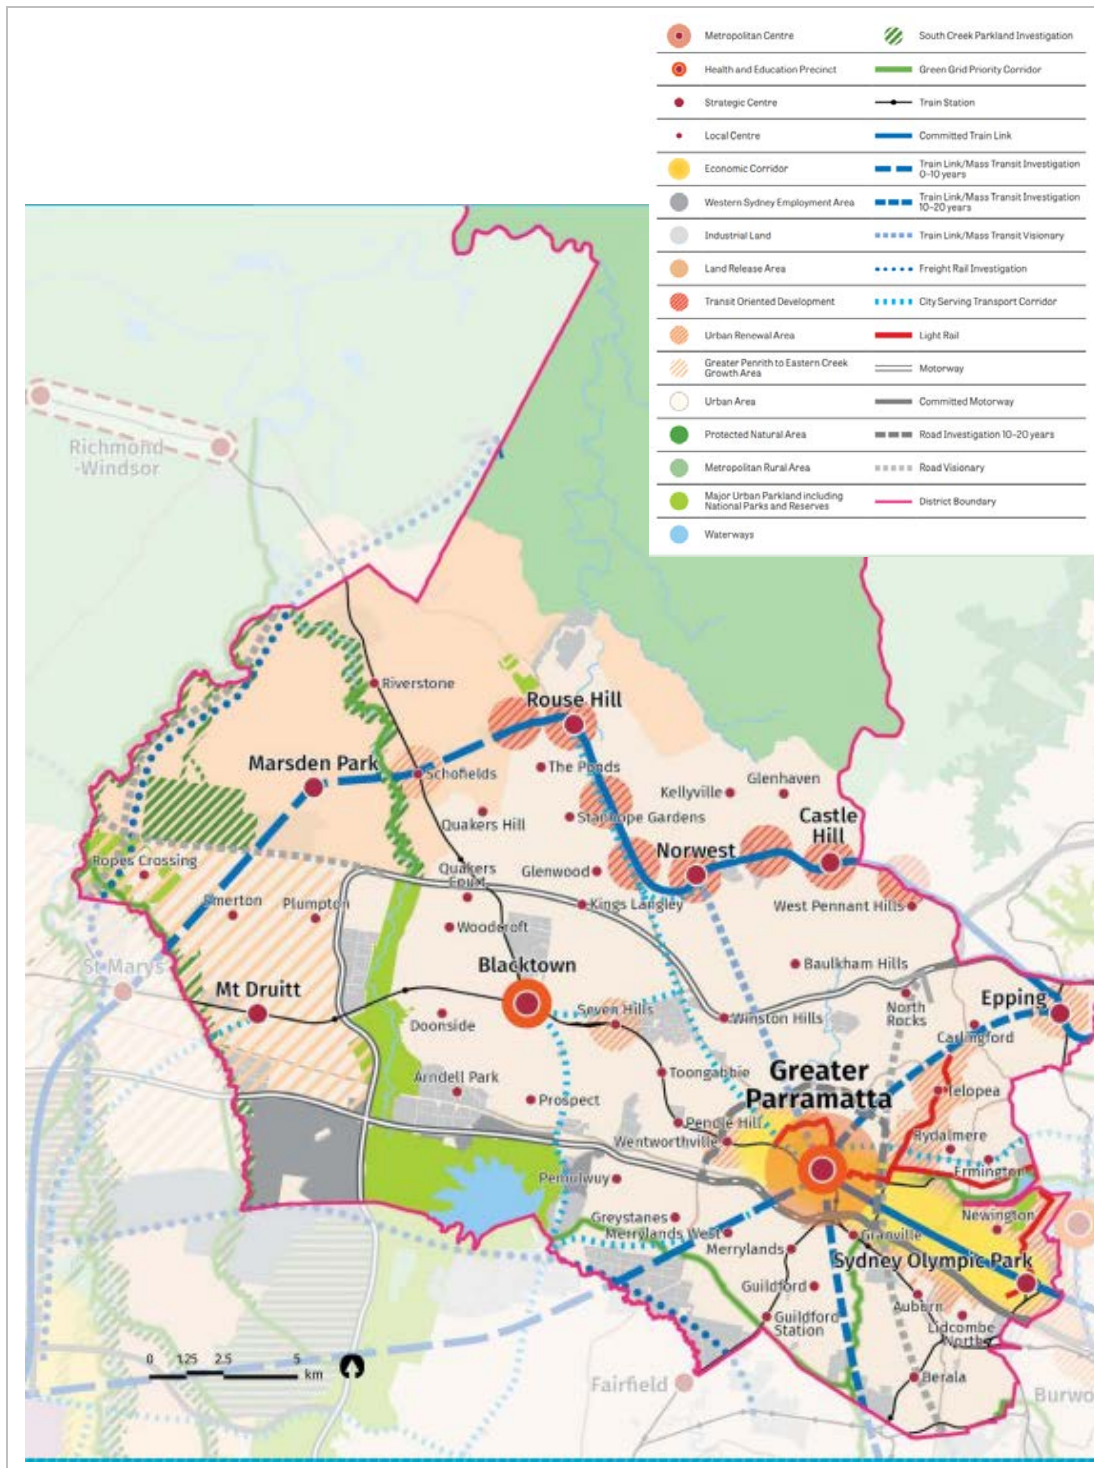 Metropolitan Centre
South Creek Parkland Investigation
Health and Education Precinct
Green Grid Priority Corridor
Strategic Centre
Train Station
Local Centre
Committed Train Link
Economic Corridor
Train Link/Mass Transit Investigation
0-10 years
Western Sydney Employment Area
Train Link/Mass Transit Investigation
10-20 years
Industrial Land
Train Link/Mass Transit Visionary
Land Release Area
Freight Rail Investigation
Transit Oriented Development
City Serving Transport Corridor
Urban Renewal Area
Light Rail
Greater Penrith to Eastern Creek
Growth Area
Motorway
Urban Area
Committed Motorway
Protected Natural Area
Road Investigation 10-20 years
Metropolitan Rural Area
Road Visionary
Major Urban Parkland including
National Parks and Reserves
District Boundary
Waterways
Richmond
-Windsor
Riverstone
Rouse Hill
Marsden Park
Schofields
The Ponds
Glenhaven
Kellyville
Quakers Hill
Stanhope Gardens
Castle
Hill
Norwest
Ropes Crossing
Quakers
Court
Glenwood
Emerton
Plumpton
Kings Langley
West Pennant Hills
Woodcroft
St Marys
Blacktown
Baulkham Hills
Mt Druitt
Epping
North
Rocks
Doonside
Seven Hills
Winston Hills
Carlingford
Greater
Parramatta
Toongabbie
Arndell Park
Telopea
Prospect
Pendle Hill
Wentworthville
Rydalmere
Ermington
Pemulwuy
Greystanes
Newington
Merrylands West
Merrylands
Granville
Sydney Olympic Park
Guildford
Auburn
Guildford
Station
Lidcombe
North
0 1.25 2.5 5
km
Berala
Fairfield
Burwo